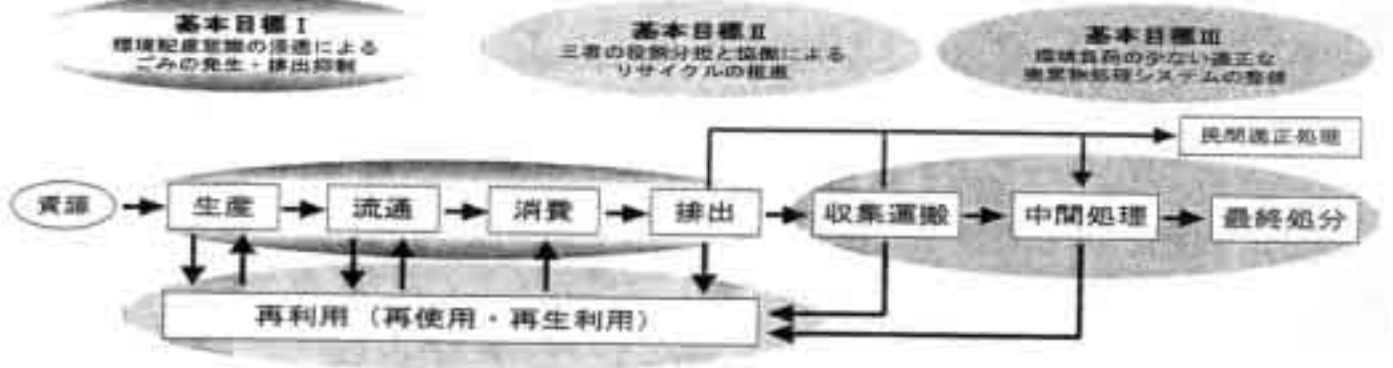 基本目標Ⅰ
環境配慮意識の浸透による
ごみの発生・排出抑制
基本目標Ⅱ
三者の役割分担と協働による
リサイクルの推進
基本目標Ⅲ
環境負荷の少ない適正な
廃棄物処理システムの整備
民間適正処理
資源
生産
流通
消費
排出
収集運搬
中間処理
最終処分
再利用（再使用・再生利用）